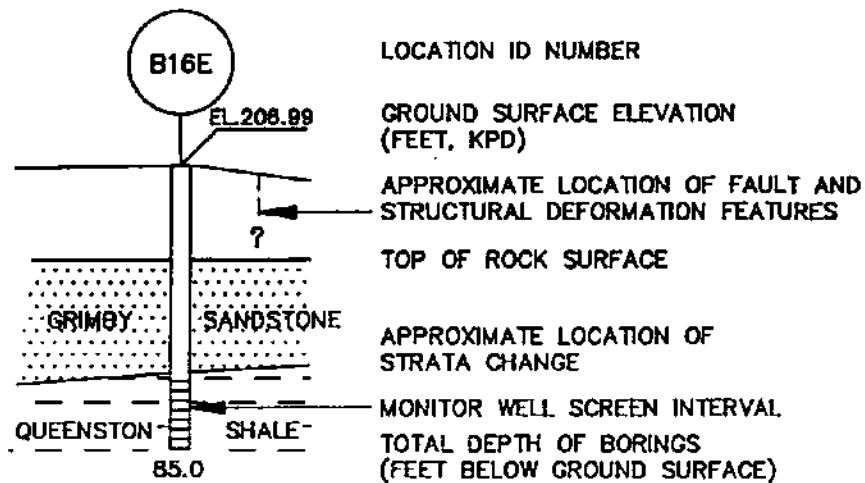 B16E
LOCATION ID NUMBER
EL.206.99
GROUND SURFACE ELEVATION
(FEET, KPD)
APPROXIMATE LOCATION OF FAULT AND
STRUCTURAL DEFORMATION FEATURES
?
TOP OF ROCK SURFACE
GRIMBY SANDSTONE
APPROXIMATE LOCATION OF
STRATA CHANGE
MONITOR WELL SCREEN INTERVAL
QUEENSTON SHALE
TOTAL DEPTH OF BORINGS
(FEET BELOW GROUND SURFACE)
85.0